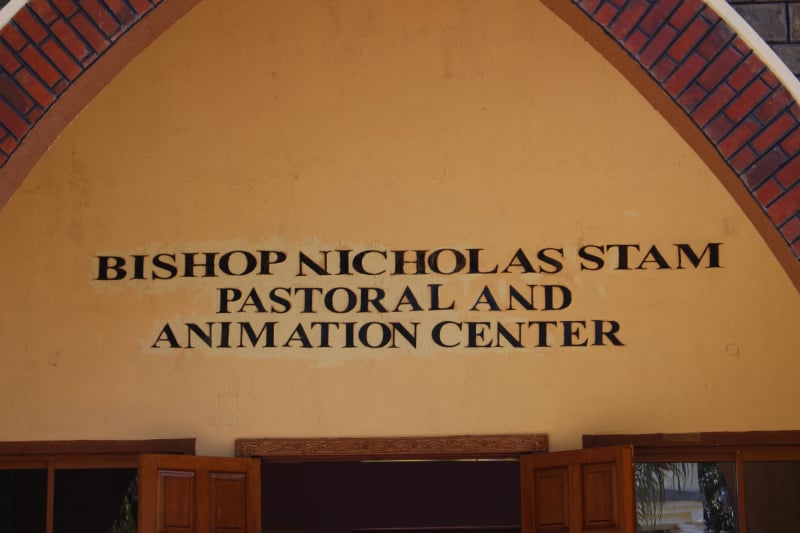 BISHOP NICHOLAS STAM
PASTORAL AND
ANIMATION CENTER